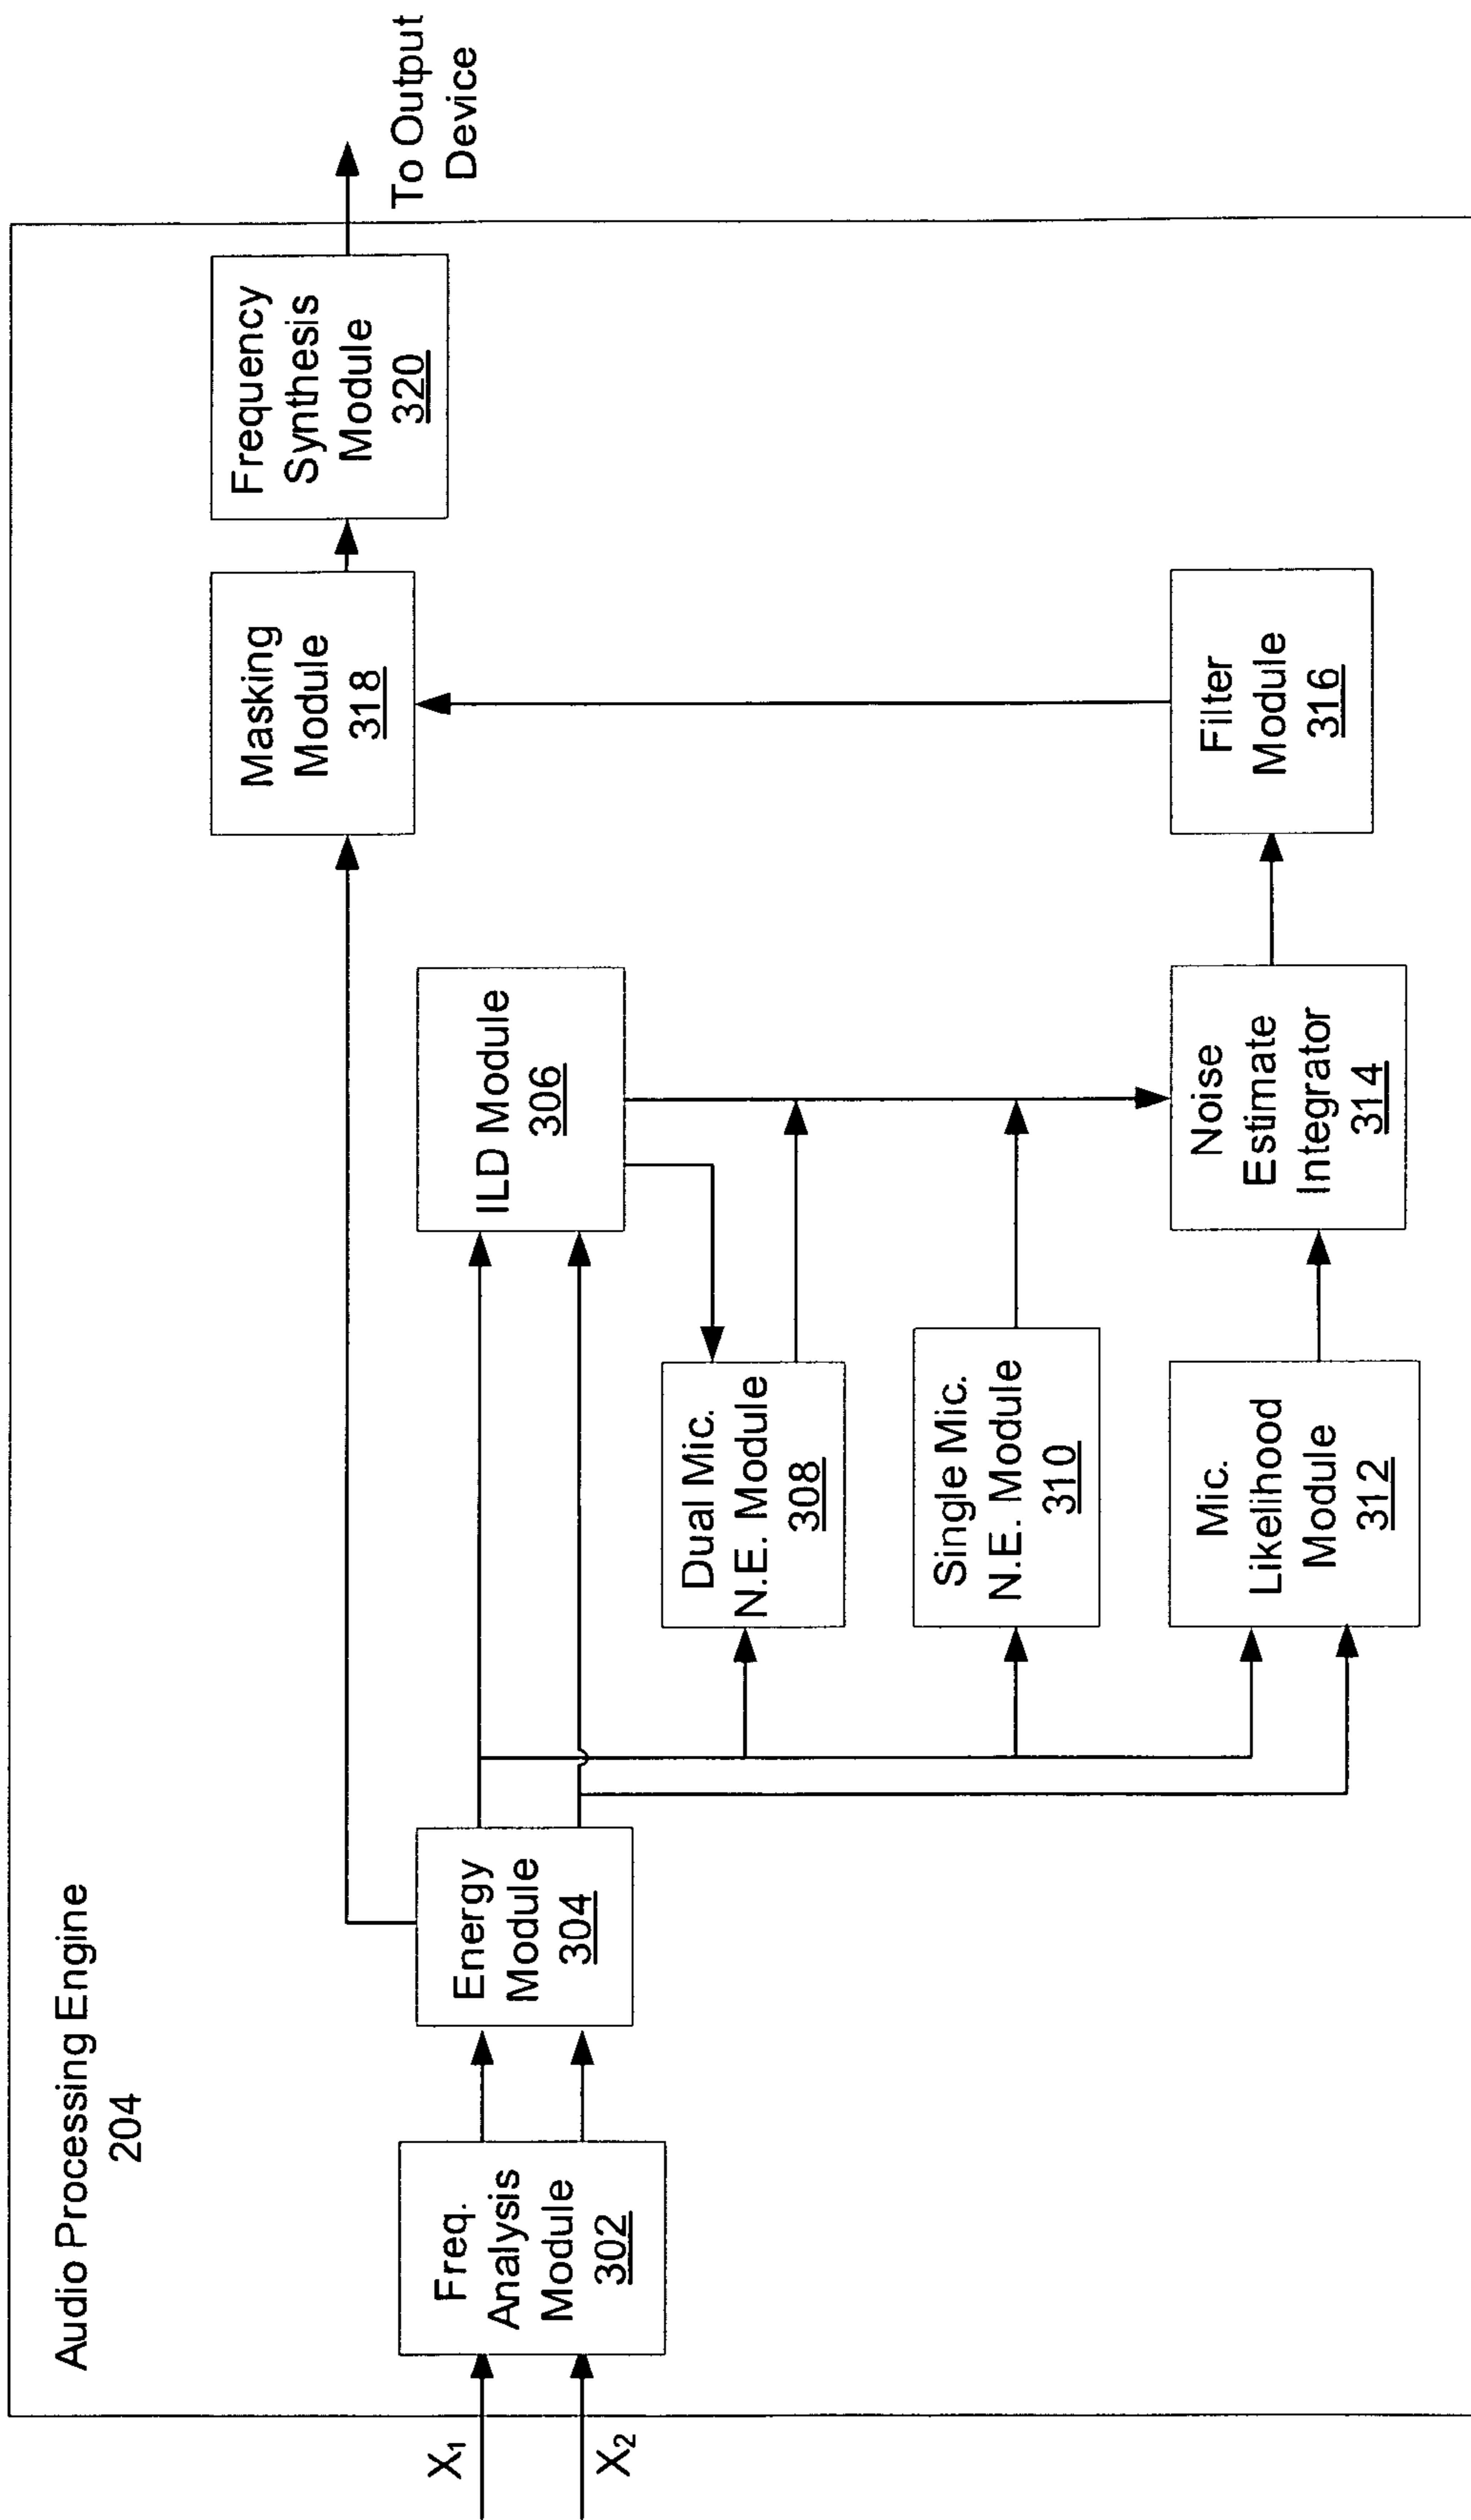 Audio Processing Engine
204
X1
X2
Freq.
Analysis
Module
302
Energy
Module
304
ILD Module
306
Dual Mic.
N.E. Module
308
Single Mic.
N.E. Module
310
Mic.
Likelihood
Module
312
Noise
Estimate
Integrator
314
Filter
Module
316
Masking
Module
318
Frequency
Synthesis
Module
320
To Output
Device